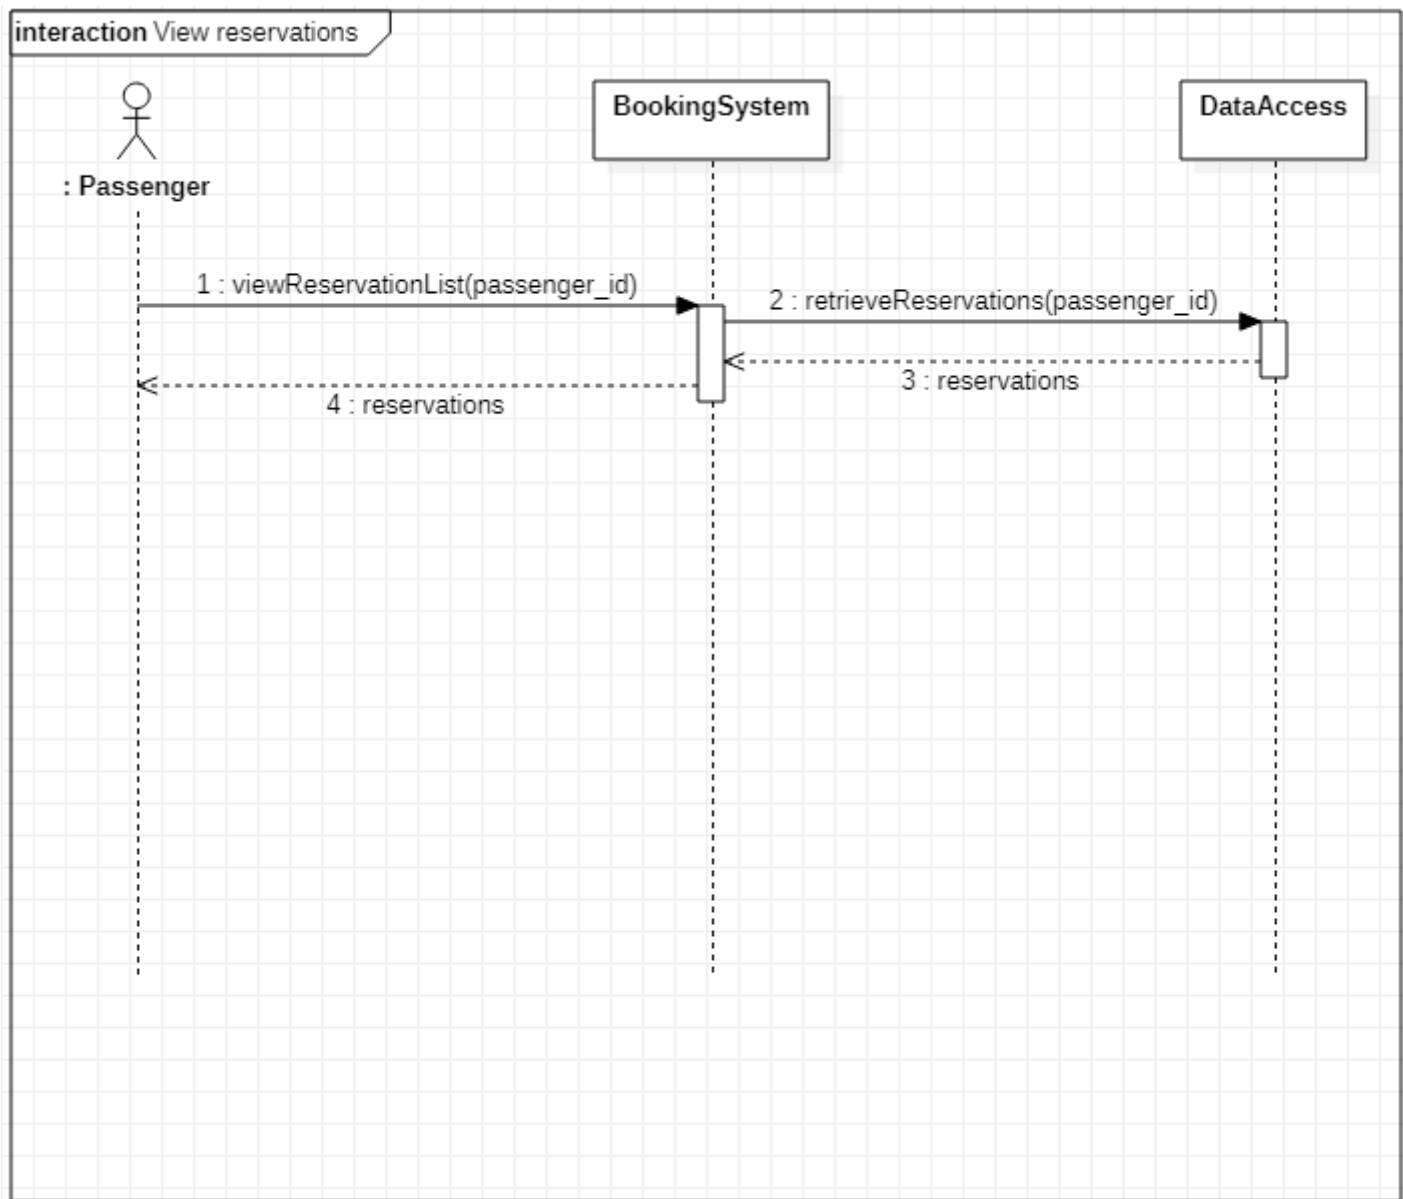 interaction View reservations
BookingSystem
DataAccess
: Passenger
1 : viewReservationList(passenger_id)
2 : retrieveReservations(passenger_id)
3 : reservations
4 : reservations